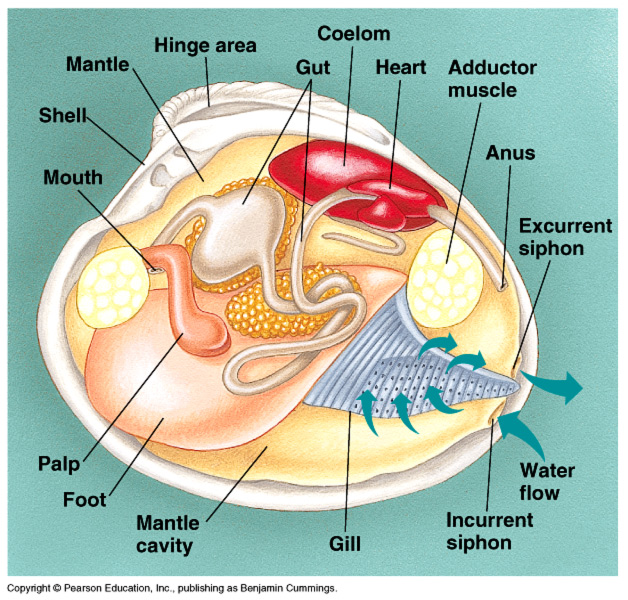 Coelom
Hinge area
Mantle
Gut
Heart
Adductor
muscle
Shell
Anus
Mouth
Excurrent
siphon
Palp
Foot
Mantle
cavity
Gill
Incurrent
siphon
Water
flow
Copyright © Pearson Education, Inc., publishing as Benjamin Cummings.